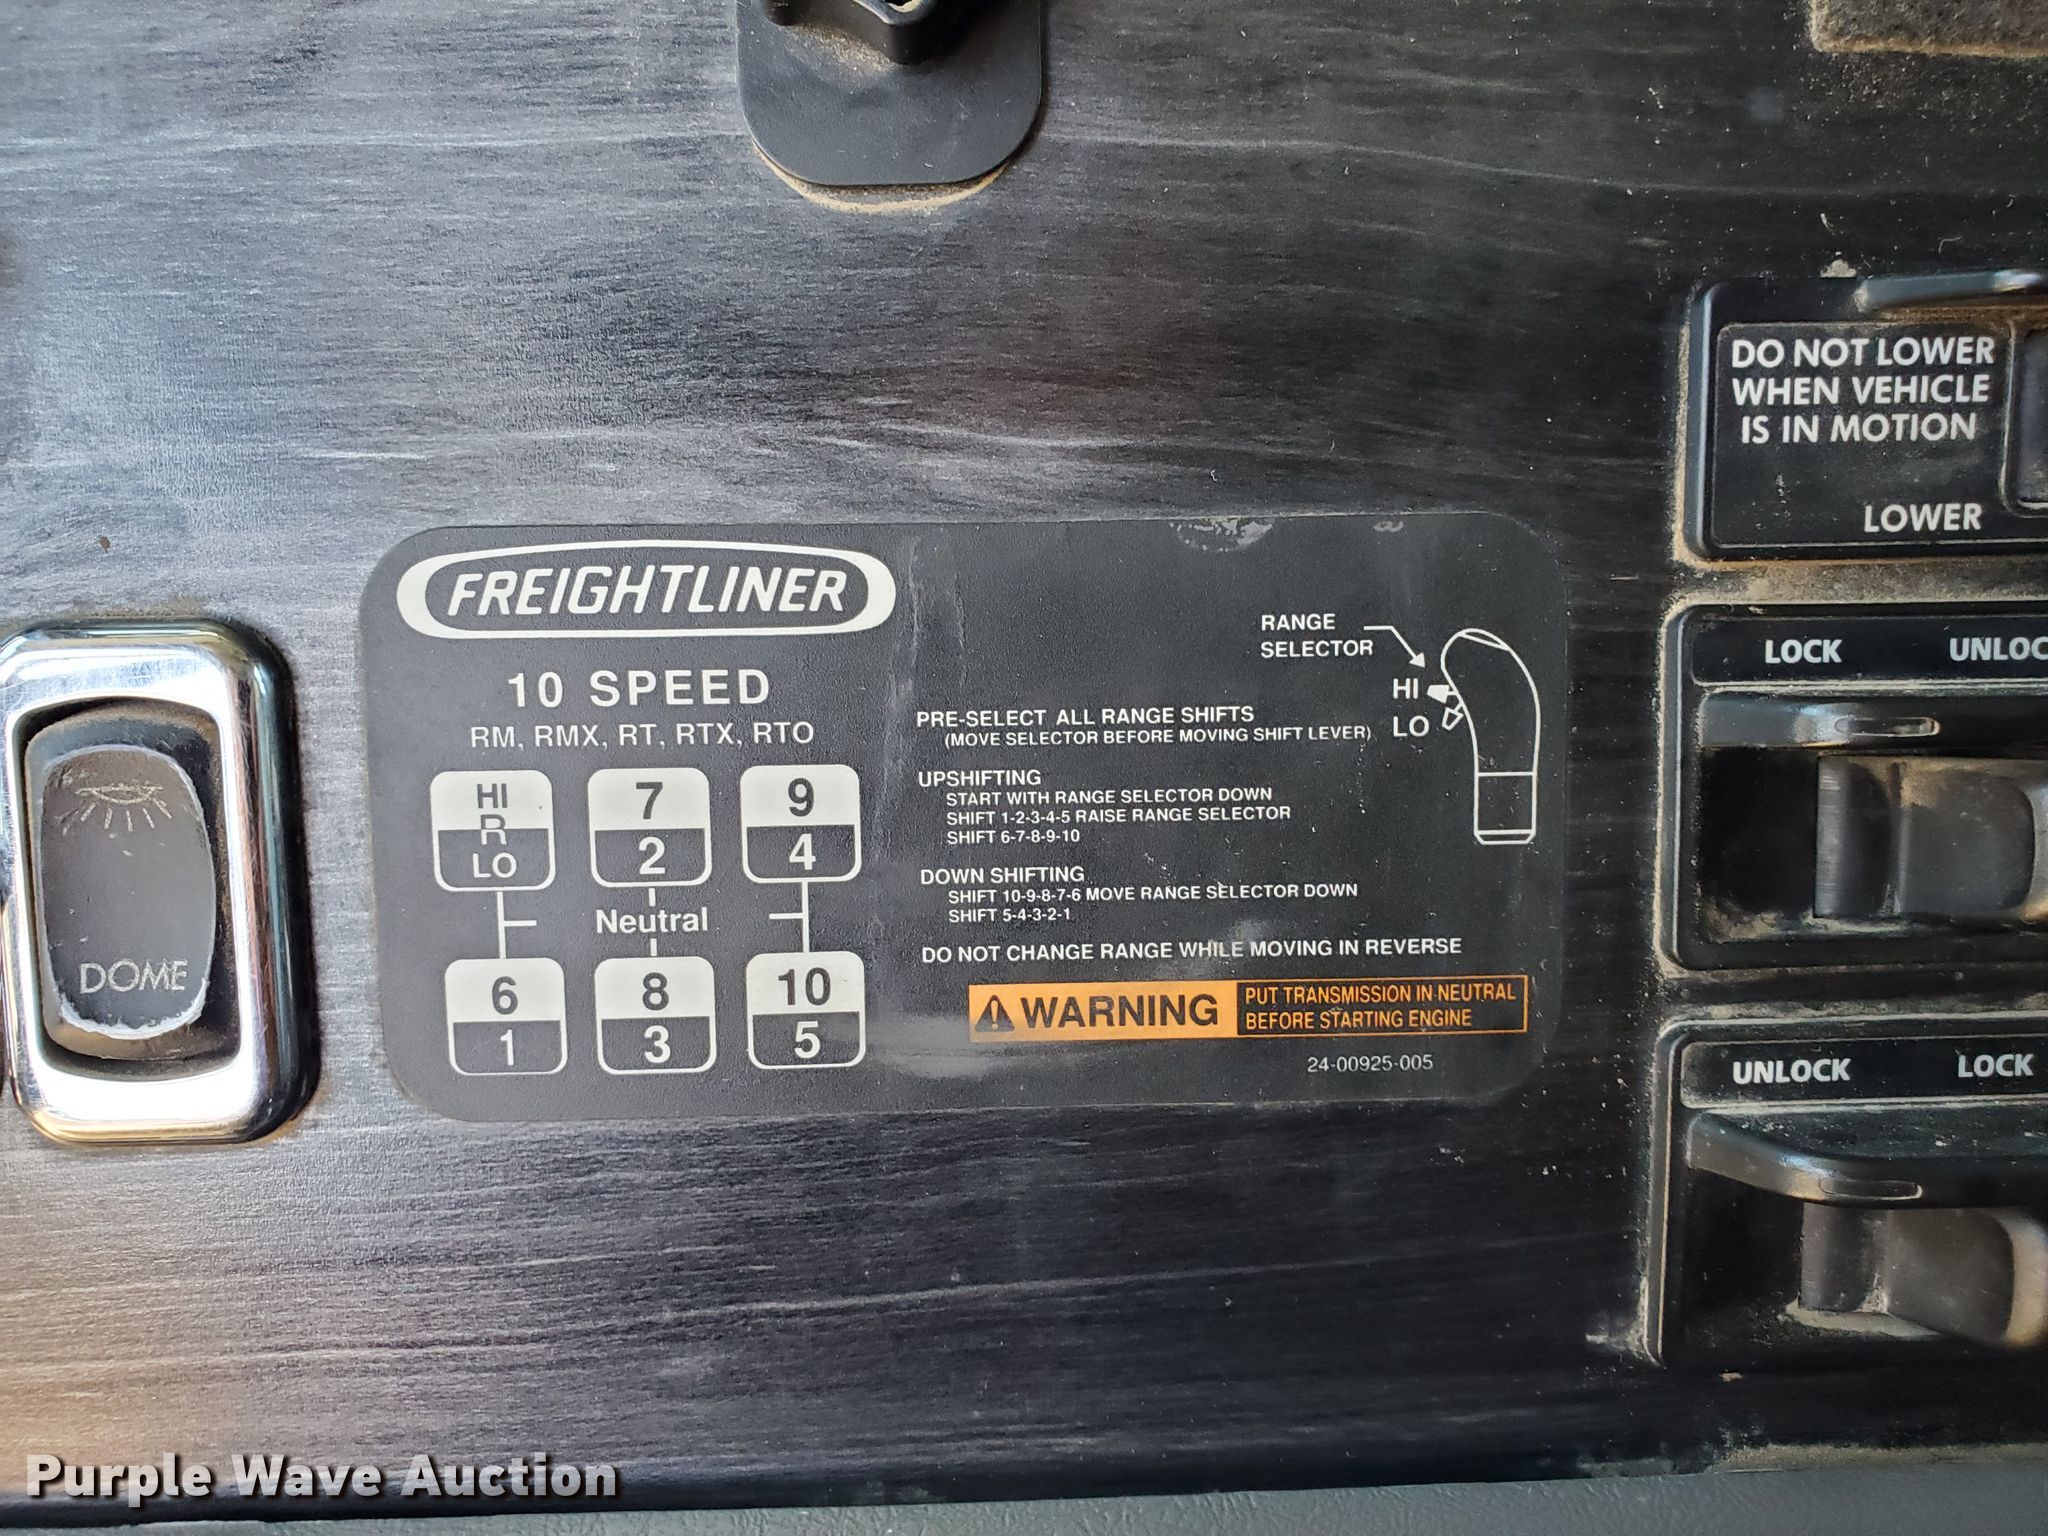 DO NOT LOWER
WHEN VEHICLE
IS IN MOTION
LOWER
LOCK UNLOC
UNLOCK LOCK
DOME
FREIGHTLINER
10 SPEED
RM, RMX, RT, RTX, RTO
HI 7 9
R
LO 2 4
Neutral
6 8 10
1 3 5
RANGE
SELECTOR
HI
LO
PRE-SELECT ALL RANGE SHIFTS
(MOVE SELECTOR BEFORE MOVING SHIFT LEVER)
UPSHIFTING
START WITH RANGE SELECTOR DOWN
SHIFT 1-2-3-4-5 RAISE RANGE SELECTOR
SHIFT 6-7-8-9-10
DOWN SHIFTING
SHIFT 10-9-8-7-6 MOVE RANGE SELECTOR DOWN
SHIFT 5-4-3-2-1
DO NOT CHANGE RANGE WHILE MOVING IN REVERSE
WARNING
PUT TRANSMISSION IN NEUTRAL
BEFORE STARTING ENGINE
24-00925-005
Purple Wave Auction